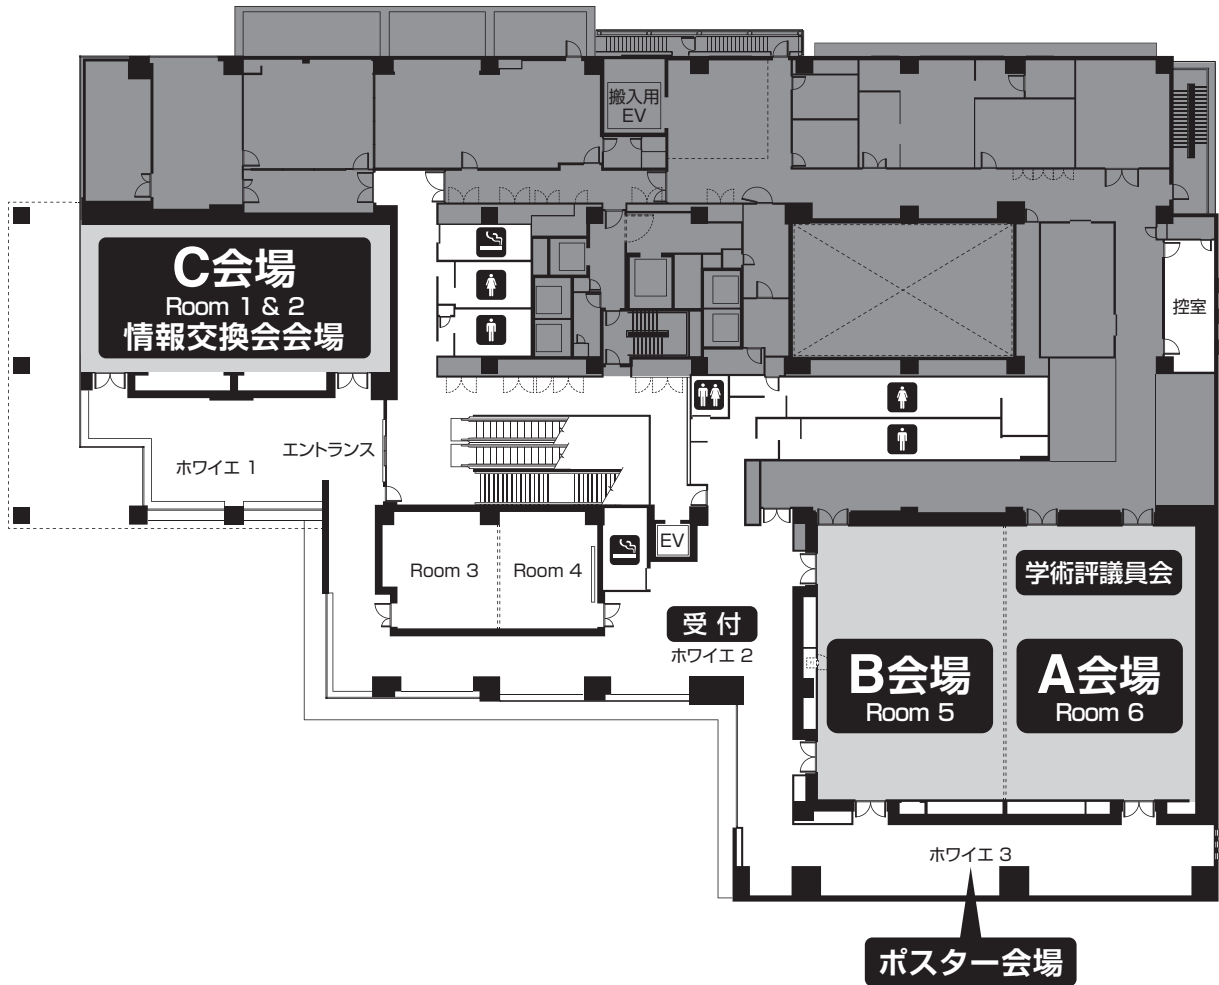 搬入用
EV
C会場
Room 1 & 2
情報交換会会場
控室
エントランス
ホワイエ 1
EV
Room 3
Room 4
学術評議員会
受 付
ホワイエ 2
B会場
Room 5
A会場
Room 6
ホワイエ 3
ポスター会場